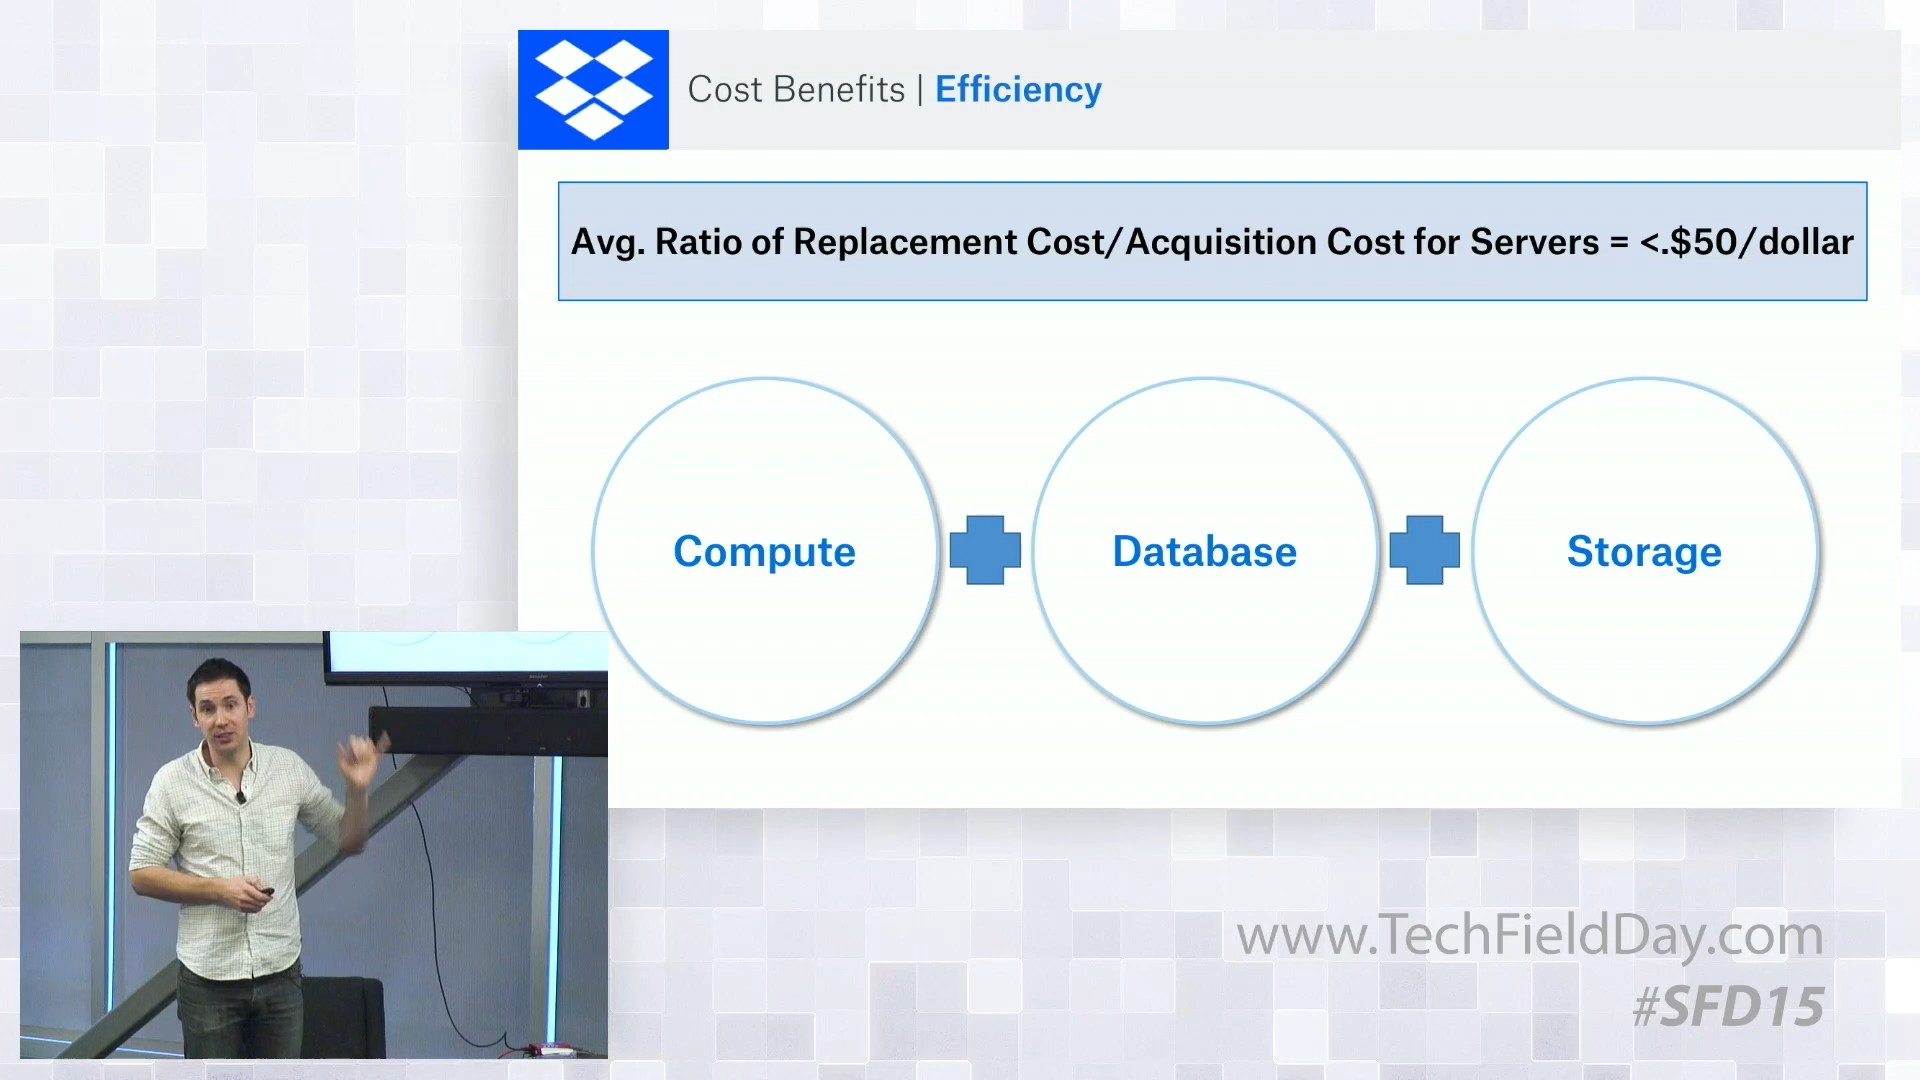 Cost Benefits | Efficiency
Avg. Ratio of Replacement Cost/Acquisition Cost for Servers = <.$50/dollar
Compute
Database
Storage
www.TechFieldDay.com
#SFD15